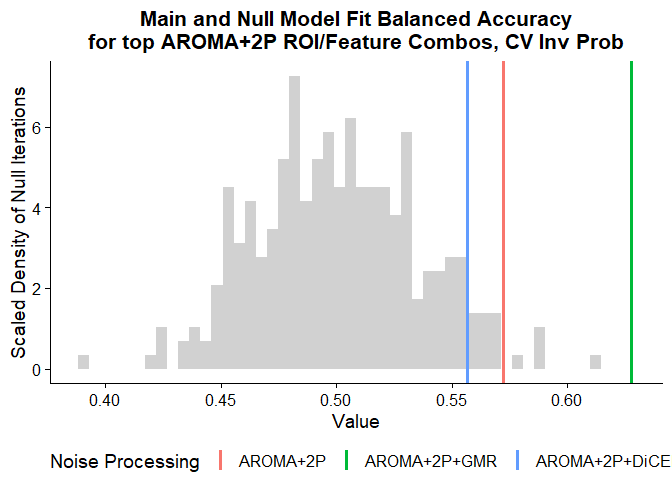 Main and Null Model Fit Balanced Accuracy
for top AROMA+2P ROI/Feature Combos, CV Inv Prob
Scaled Density of Null Iterations
6
4
2
0
0.40 0.45 0.50 0.55 0.60
Value
Noise Processing AROMA+2P AROMA+2P+GMR AROMA+2P+DiCE